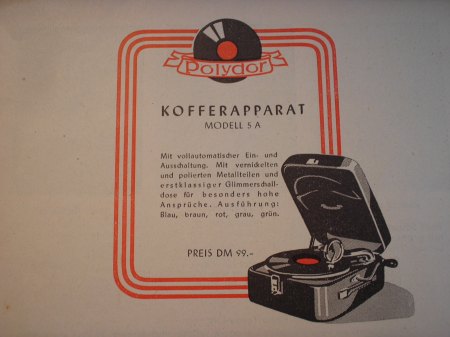 Polydor
KOFFERAPPARAT
MODELL 5 A
Mit vollautomatischer Ein- und
Ausschaltung. Mit vernickelten
und polierten Metallteilen und
erstklassiger Glimmerschall-
dose für besonders hohe
Ansprüche. Ausführung:
Blau, braun, rot, grau, grün.
PREIS DM 99.-